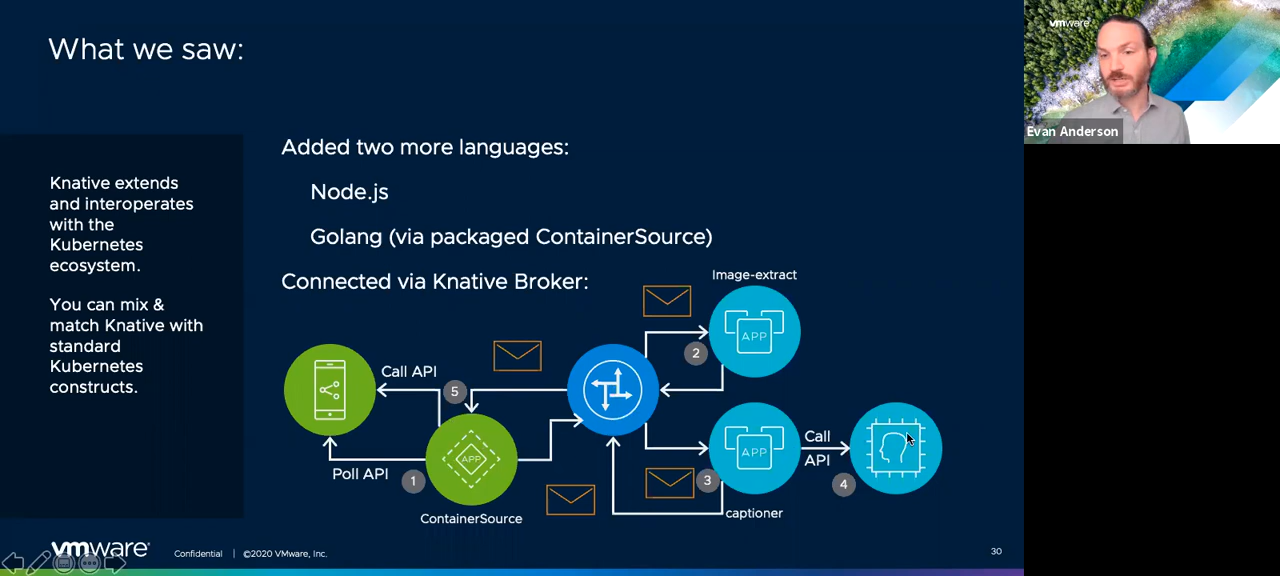 What we saw:
vmware
Evan Anderson
Added two more languages:
Node.js
Golang (via packaged ContainerSource)
Connected via Knative Broker:
Knative extends
and interoperates
with the
Kubernetes
ecosystem.
You can mix &
match Knative with
standard
Kubernetes
constructs.
Image-extract
APP
2
Call API
5
APP
Poll API
1
ContainerSource
APP
3
captioner
Call
API
4
vmware
Confidential | ©2020 VMware, Inc.
30